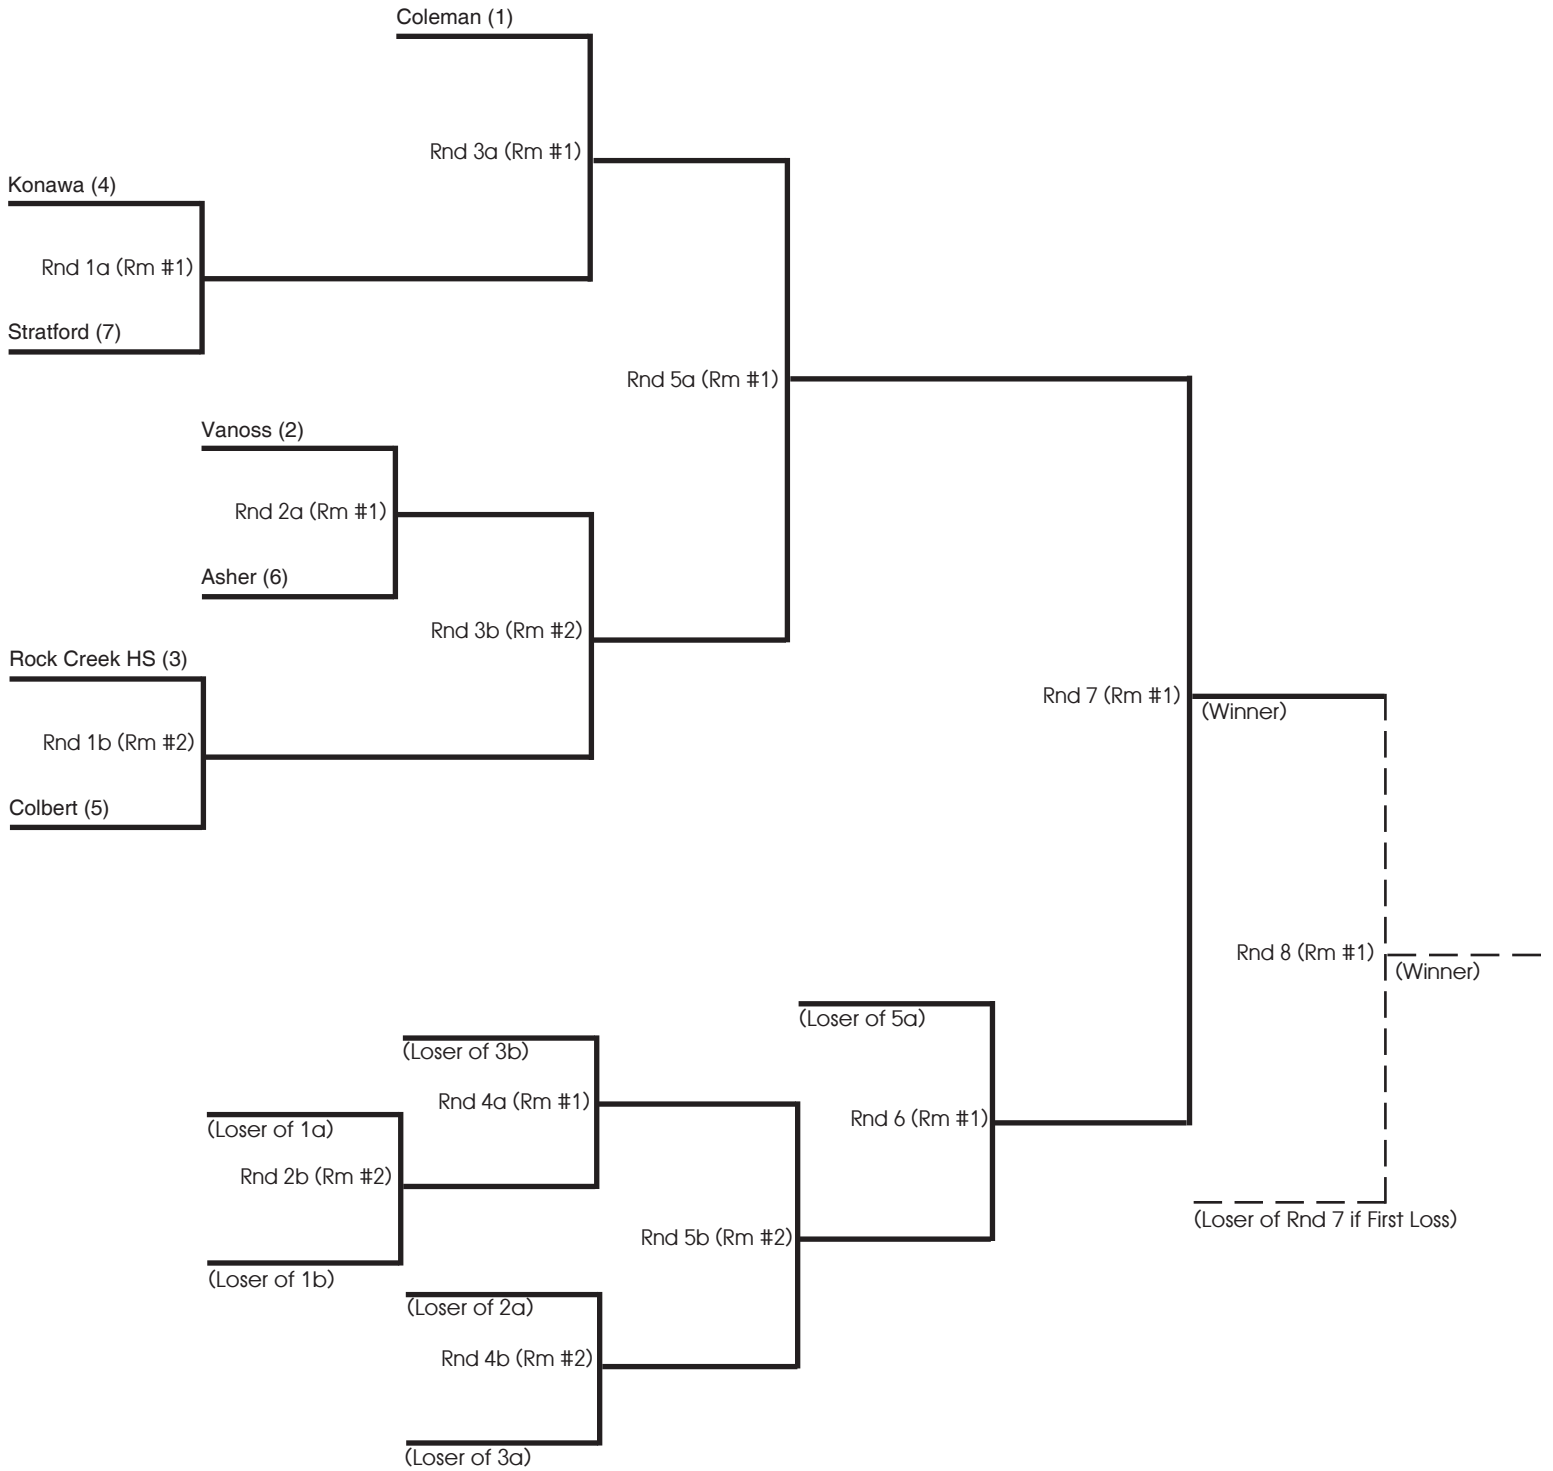 Coleman (1)
Rnd 3a (Rm #1)
Konawa (4)
Rnd 1a (Rm #1)
Stratford (7)
Rnd 5a (Rm #1)
Vanoss (2)
Rnd 2a (Rm #1)
Asher (6)
Rnd 3b (Rm #2)
Rock Creek HS (3)
Rnd 1b (Rm #2)
Colbert (5)
Rnd 7 (Rm #1)
(Winner)
Rnd 8 (Rm #1)
(Winner)
(Loser of 5a)
(Loser of 3b)
Rnd 4a (Rm #1)
Rnd 6 (Rm #1)
(Loser of 1a)
Rnd 2b (Rm #2)
(Loser of Rnd 7 if First Loss)
Rnd 5b (Rm #2)
(Loser of 1b)
(Loser of 2a)
Rnd 4b (Rm #2)
(Loser of 3a)